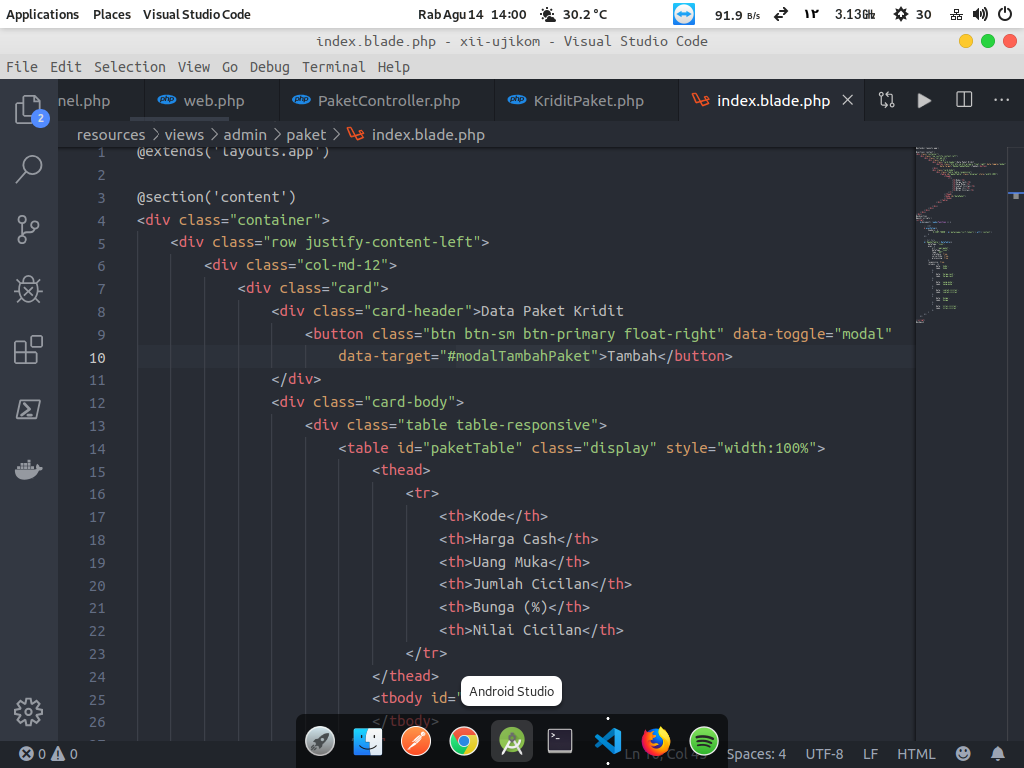 Applications Places Visual Studio Code Rab Agu 14 14:00 30.2 °C 91.9 B/s ١٢ 3.13GHz 30
index.blade.php - xii-ujikom - Visual Studio Code
File Edit Selection View Go Debug Terminal Help
nel.php web.php PaketController.php KriditPaket.php index.blade.php
2
resources > views > admin > paket > index.blade.php
1 @extends('layouts.app')
2
3 @section('content')
4 <div class="container">
5 <div class="row justify-content-left">
6 <div class="col-md-12">
7 <div class="card">
8 <div class="card-header">Data Paket Kridit
9 <button class="btn btn-sm btn-primary float-right" data-toggle="modal"
10 data-target="#modalTambahPaket">Tambah</button>
11 </div>
12 <div class="card-body">
13 <div class="table table-responsive">
14 <table id="paketTable" class="display" style="width:100%">
15 <thead>
16 <tr>
17 <th>Kode</th>
18 <th>Harga Cash</th>
19 <th>Uang Muka</th>
20 <th>Jumlah Cicilan</th>
21 <th>Bunga (%)</th>
22 <th>Nilai Cicilan</th>
23 </tr>
24 </thead>
25 <tbody id="
26 </tbody>
Android Studio
0 0 Spaces: 4 UTF-8 LF HTML